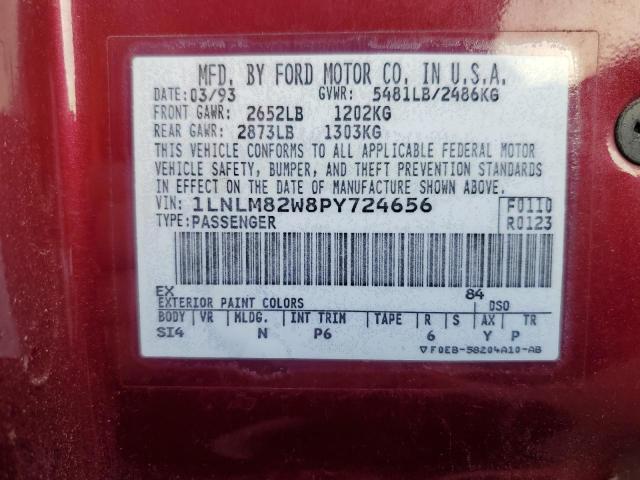 MFD. BY FORD MOTOR CO. IN U.S.A.
DATE: 03/93 GVWR: 5481LB/2486KG
FRONT GAWR: 2652LB 1202KG
REAR GAWR: 2873LB 1303KG
THIS VEHICLE CONFORMS TO ALL APPLICABLE FEDERAL MOTOR
VEHICLE SAFETY, BUMPER, AND THEFT PREVENTION STANDARDS
IN EFFECT ON THE DATE OF MANUFACTURE SHOWN ABOVE.
VIN: 1LNLM82W8PY724656 F0110
TYPE: PASSENGER R0123
EX 84
EXTERIOR PAINT COLORS DSO
BODY VR MLDG. INT TRIM TAPE R S AX TR
SI4 N P6 6 Y P
▽F0EB-58204A10-AB